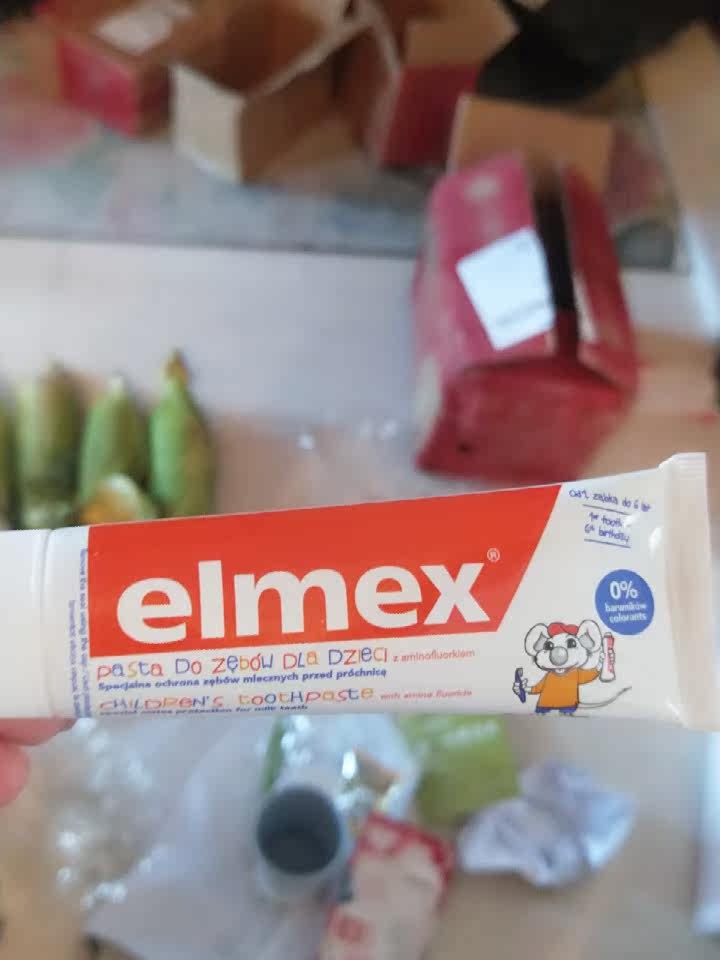 elmex®
Pasta do zębów dla dzieci z aminofluorkiem
Specjalna ochrona zębów mlecznych przed próchnicą
CHILDREN'S toothpaste with amine fluoride
special caries protection for milk teeth
Od 1. ząbka do 6 lat
1st tooth -
6th birthday
0%
barwników
colorants